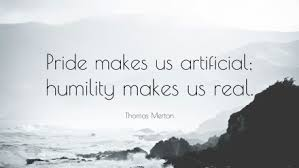 Pride makes us artificial;
humility makes us real.
Thomas Merton